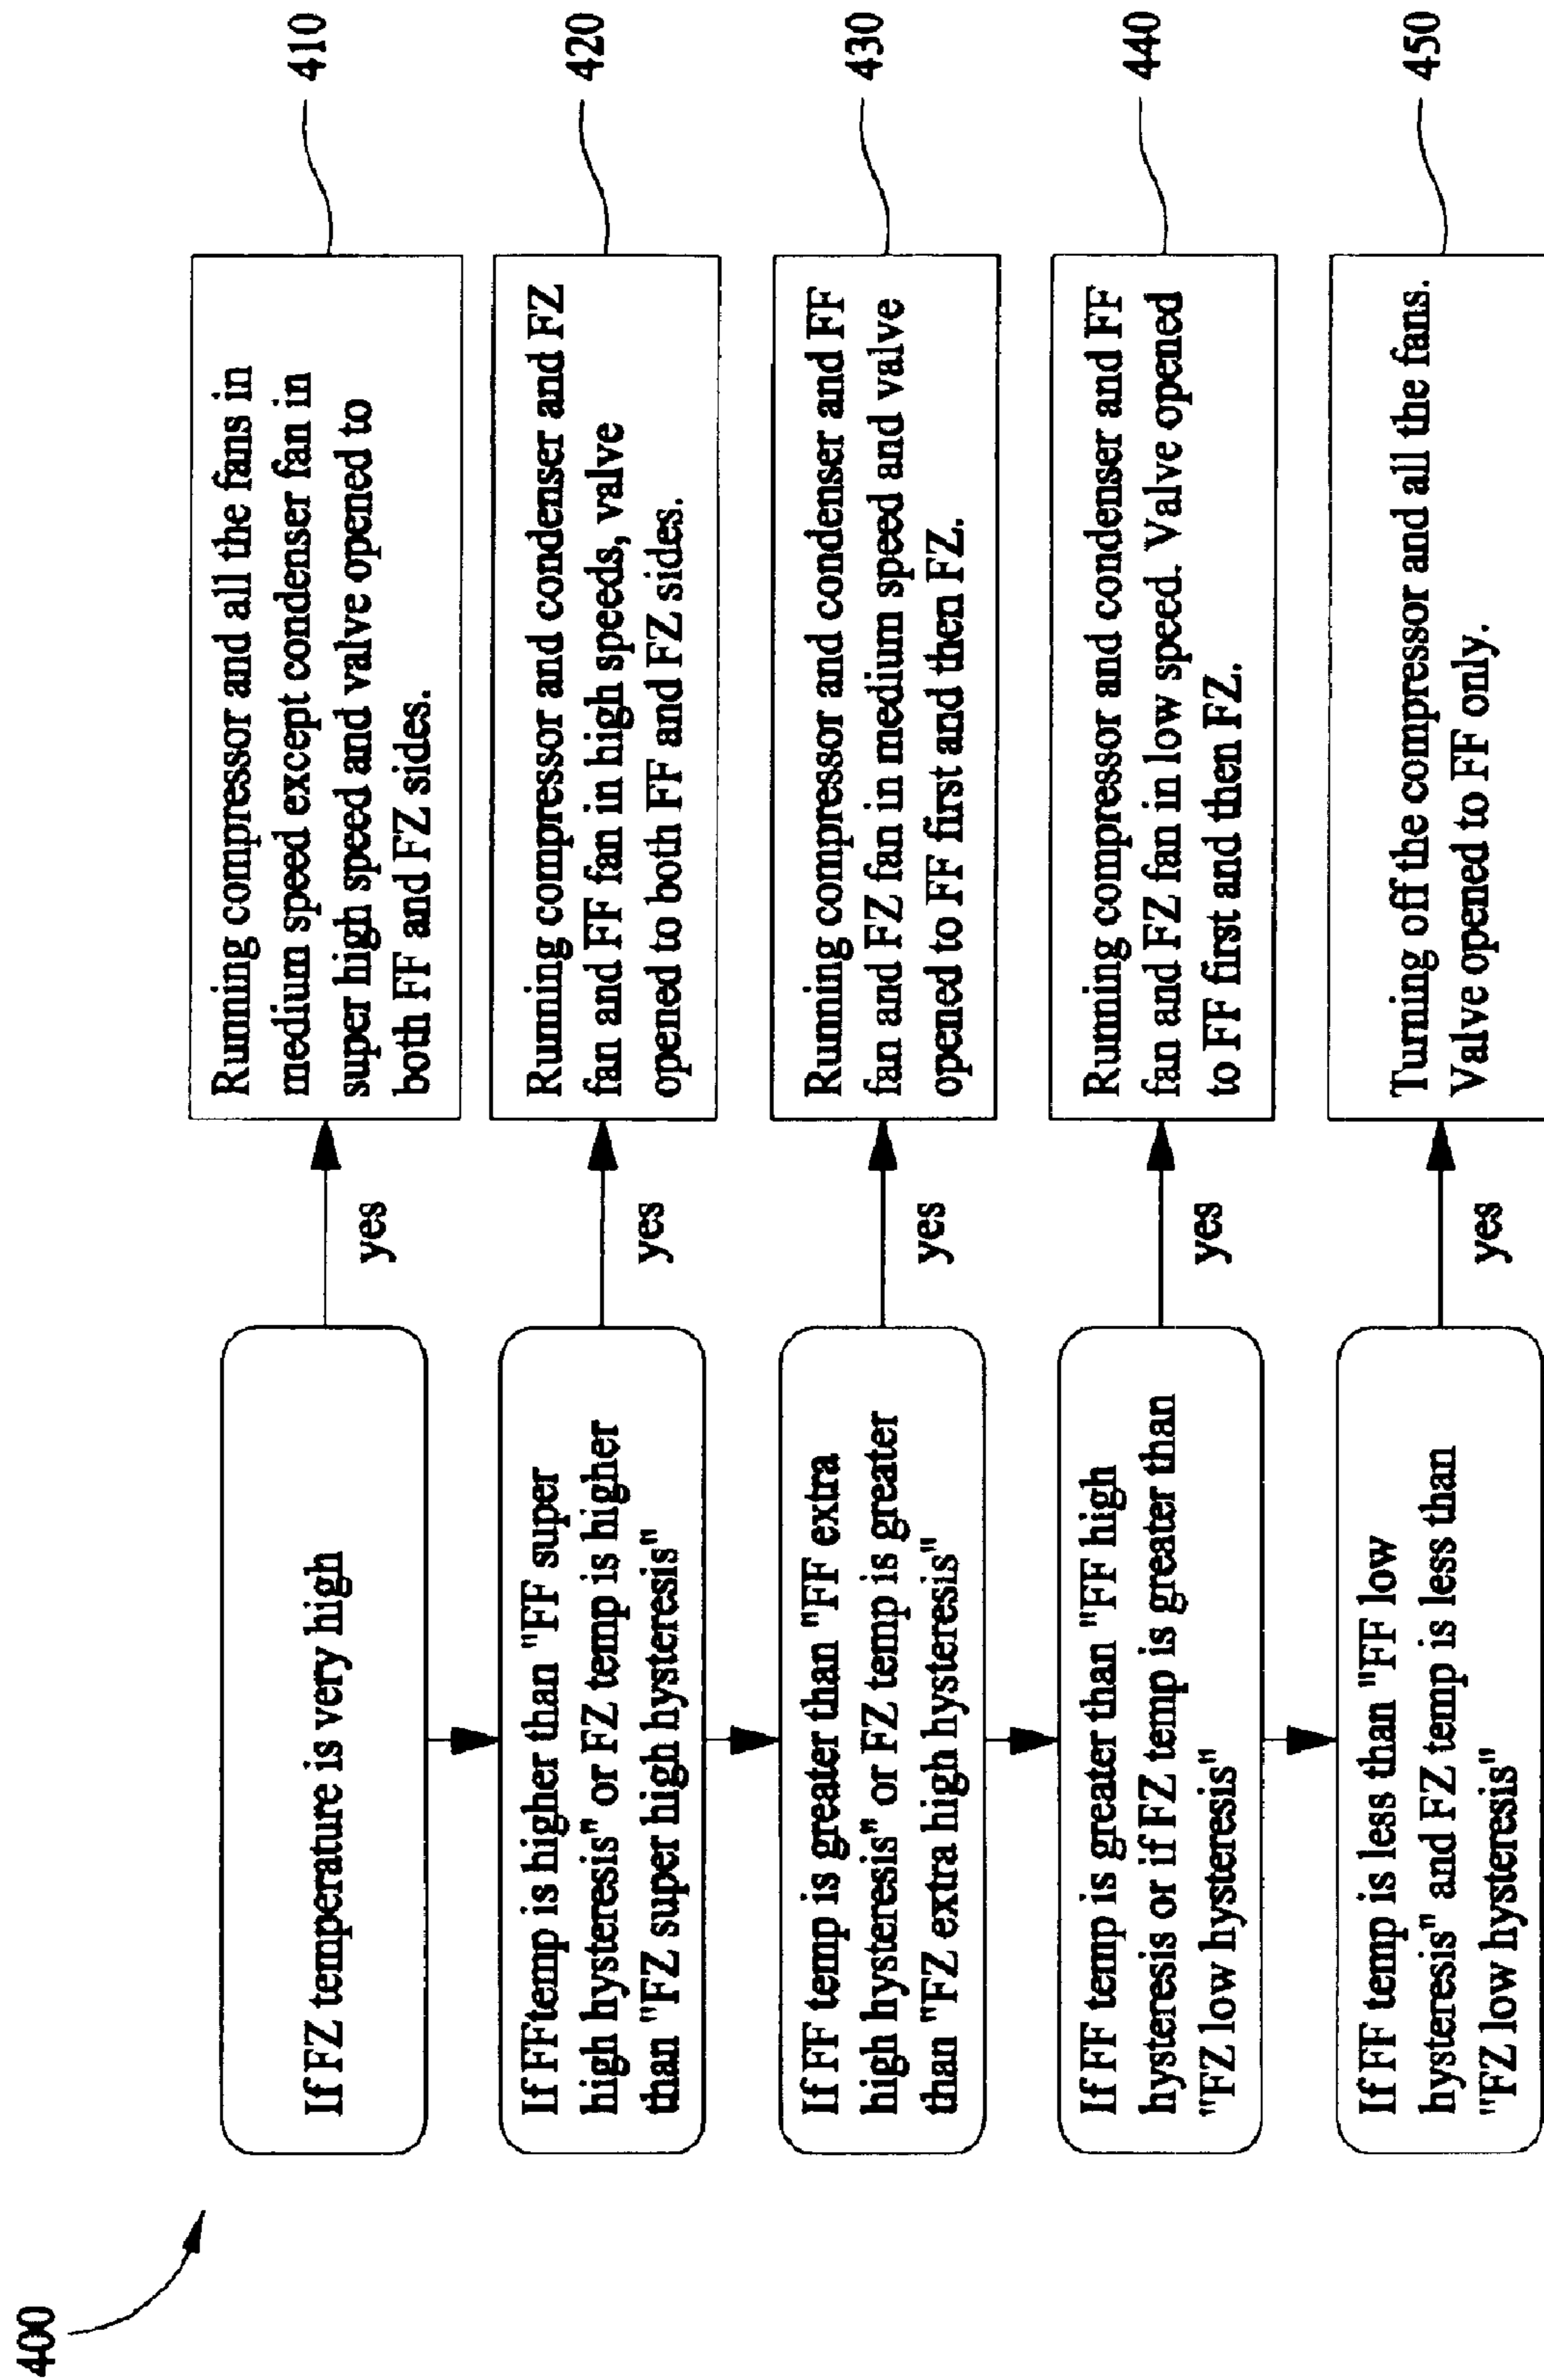 400
If FZ temperature is very high
yes
Running compressor and all the fans in
medium speed except condenser fan in
super high speed and valve opened to
both FF and FZ sides.
410
If FFtemp is higher than "FF super
high hysteresis" or FZ temp is higher
than "FZ super high hysteresis"
yes
Running compressor and condenser and FZ
fan and FF fan in high speeds, valve
opened to both FF and FZ sides.
420
If FF temp is greater than "FF extra
high hysteresis" or FZ temp is greater
than "FZ extra high hysteresis"
yes
Running compressor and condenser and FF
fan and FZ fan in medium speed and valve
opened to FF first and then FZ.
430
If FF temp is greater than "FF high
hysteresis or if FZ temp is greater than
"FZ low hysteresis"
yes
Running compressor and condenser and FF
fan and FZ fan in low speed. Valve opened
to FF first and then FZ.
440
If FF temp is less than "FF low
hysteresis" and FZ temp is less than
"FZ low hysteresis"
yes
Turning off the compressor and all the fans.
Valve opened to FF only.
450